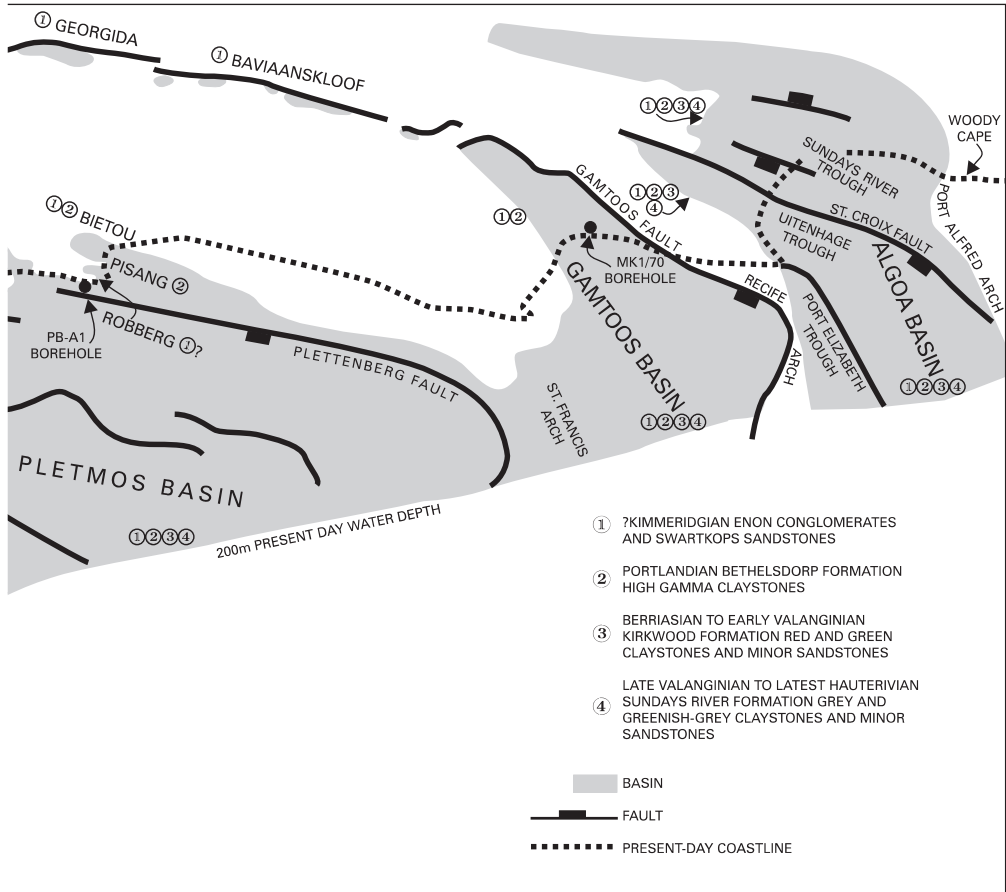 ① GEORGIDA
① BAVIAANSKLOOF
①②③④
WOODY
CAPE
SUNDAYS RIVER
TROUGH
①②③
④
PORT ALFRED ARCH
①② BIETOU
①②
GAMTOOS FAULT
ST. CROIX FAULT
UITENHAGE
TROUGH
PISANG ②
MK1/70
BOREHOLE
ALGOA BASIN
①②③④
RECIFE
ARCH
PORT ELIZABETH
TROUGH
GAMTOOS BASIN
①②③④
ROBBERG ①?
PB-A1
BOREHOLE
PLETTENBERG FAULT
ST. FRANCIS
ARCH
PLETMOS BASIN
①②③④
200m PRESENT DAY WATER DEPTH
① ?KIMMERIDGIAN ENON CONGLOMERATES
AND SWARTKOPS SANDSTONES
② PORTLANDIAN BETHELSDORP FORMATION
HIGH GAMMA CLAYSTONES
③ BERRIASIAN TO EARLY VALANGINIAN
KIRKWOOD FORMATION RED AND GREEN
CLAYSTONES AND MINOR SANDSTONES
④ LATE VALANGINIAN TO LATEST HAUTERIVIAN
SUNDAYS RIVER FORMATION GREY AND
GREENISH-GREY CLAYSTONES AND MINOR
SANDSTONES
BASIN
FAULT
PRESENT-DAY COASTLINE